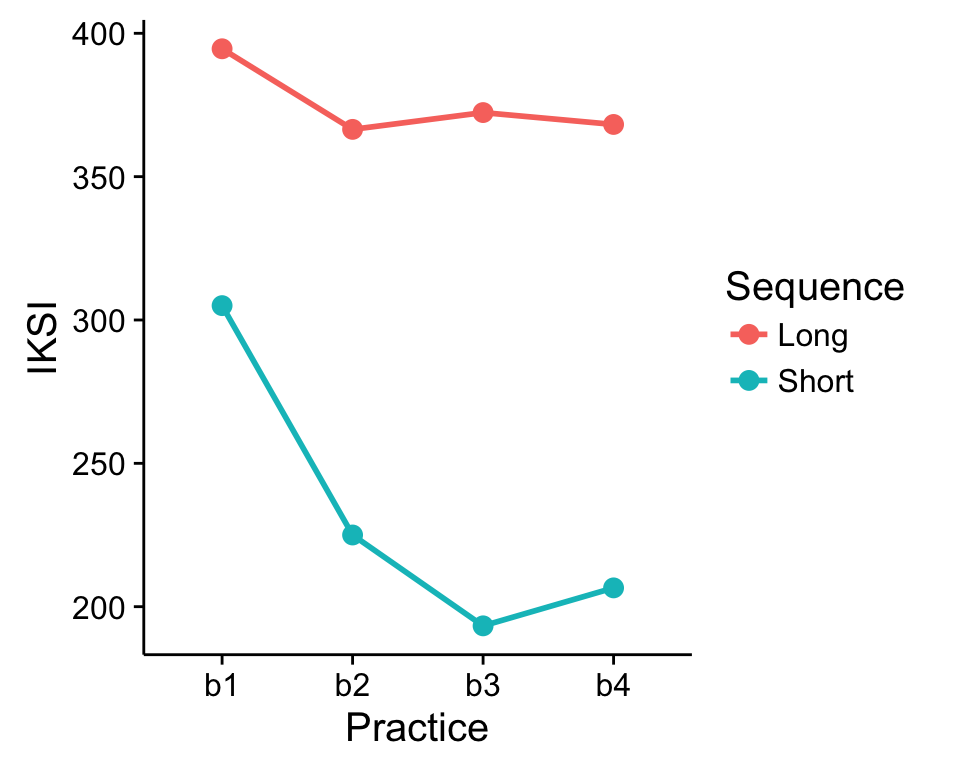 400
350
300
250
200
IKSI
b1 b2 b3 b4
Practice
Sequence
Long
Short